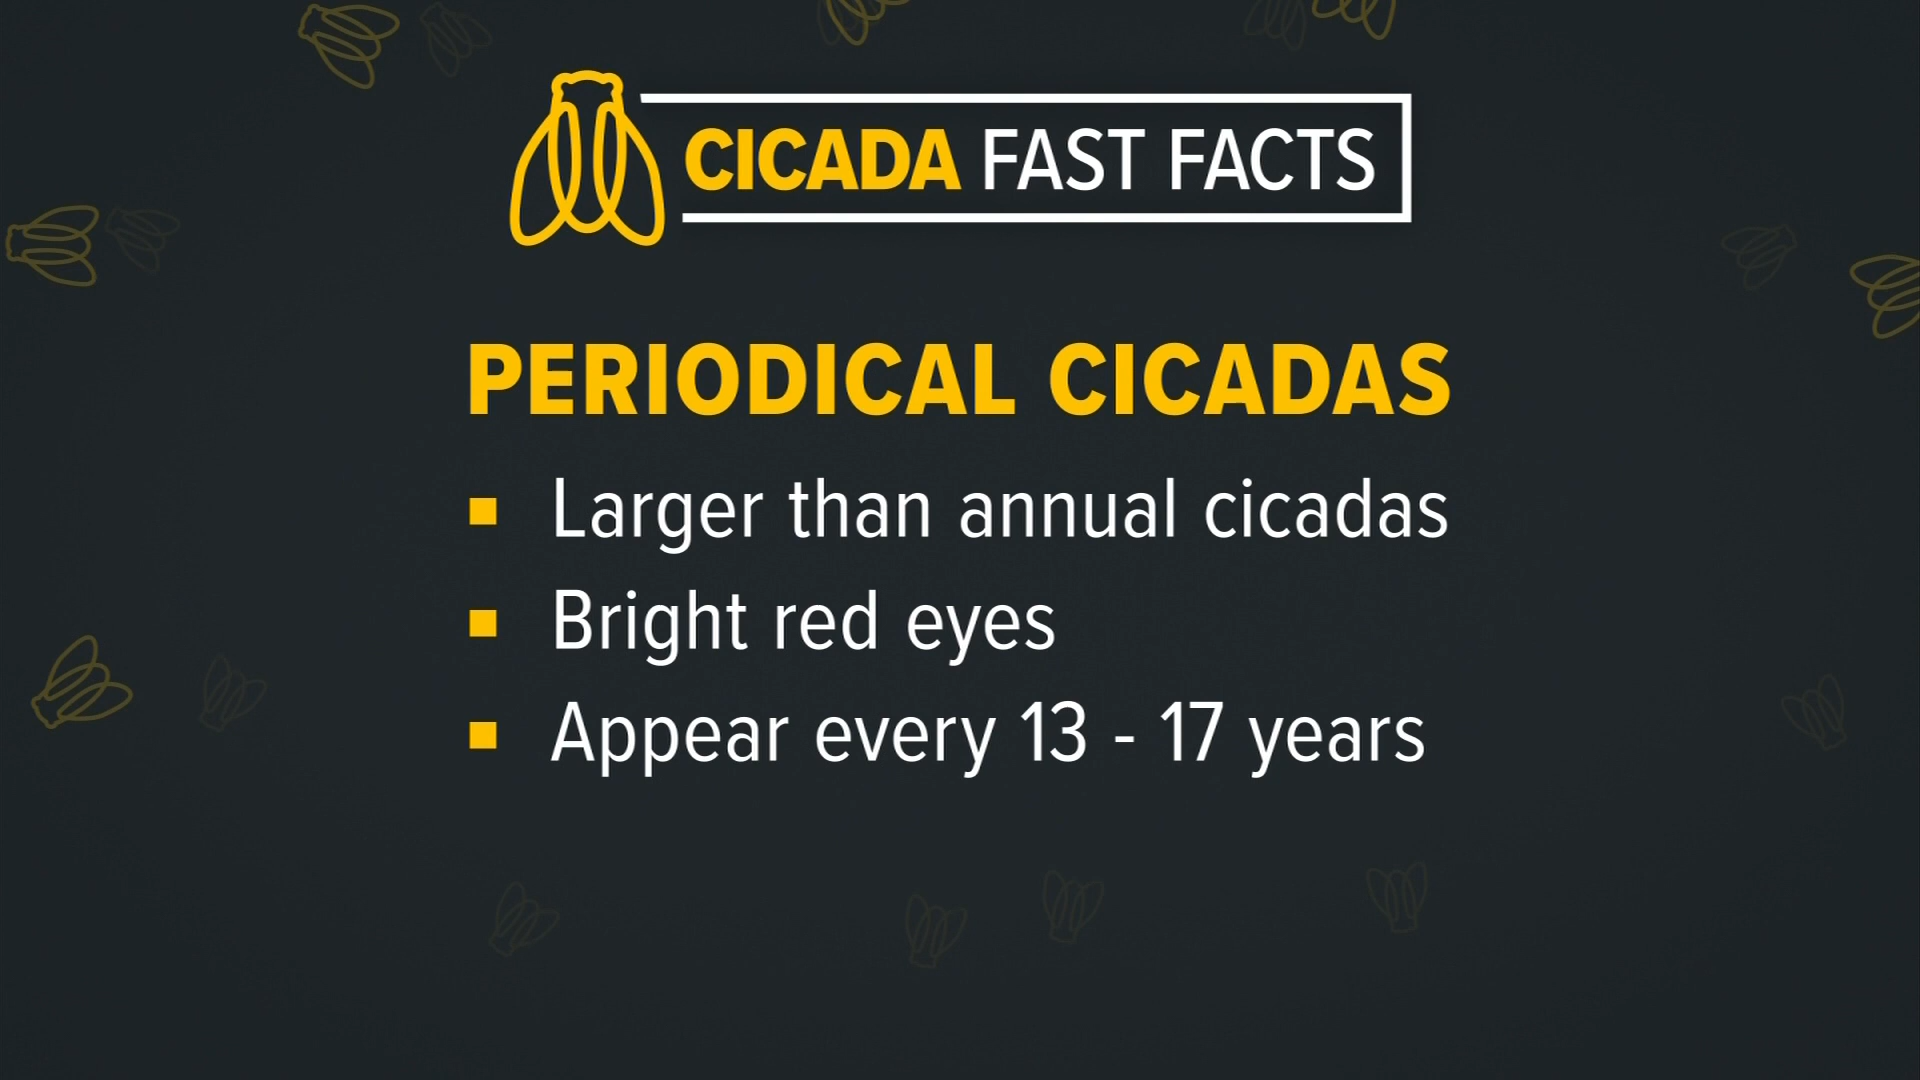 CICADA FAST FACTS
PERIODICAL CICADAS
▪ Larger than annual cicadas
▪ Bright red eyes
▪ Appear every 13 - 17 years